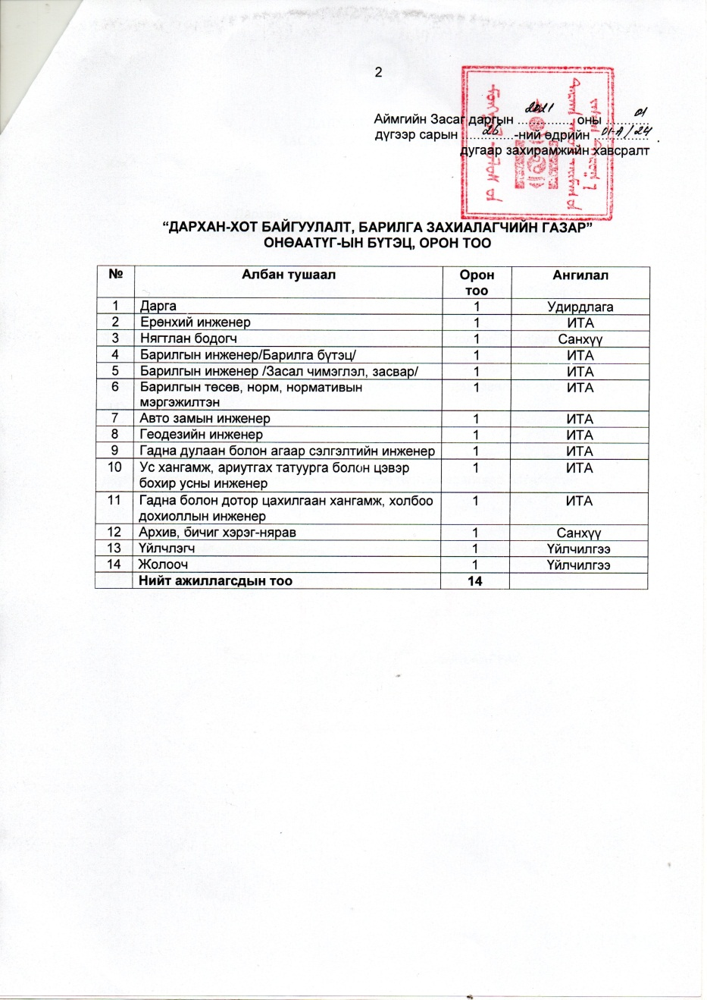 2
Аймгийн Засаг даргын 2021 оны 01
дүгээр сарын 26-ний өдрийн 01-А/24
дугаар захирамжийн хавсралт
“ДАРХАН-ХОТ БАЙГУУЛАЛТ, БАРИЛГА ЗАХИАЛАГЧИЙН ГАЗАР”
ОНӨААТҮГ-ЫН БҮТЭЦ, ОРОН ТОО
№ Албан тушаал Орон тоо Ангилал
1 Дарга 1 Удирдлага
2 Ерөнхий инженер 1 ИТА
3 Нягтлан бодогч 1 Санхүү
4 Барилгын инженер/Барилга бүтэц/ 1 ИТА
5 Барилгын инженер /Засал чимэглэл, засвар/ 1 ИТА
6 Барилгын төсөв, норм, нормативын 1 ИТА
мэргэжилтэн
7 Авто замын инженер 1 ИТА
8 Геодезийн инженер 1 ИТА
9 Гадна дулаан болон агаар сэлгэлтийн инженер 1 ИТА
10 Ус хангамж, ариутгах татуурга болон цэвэр 1 ИТА
бохир усны инженер
11 Гадна болон дотор цахилгаан хангамж, холбоо 1 ИТА
дохиоллын инженер
12 Архив, бичиг хэрэг-нярав 1 Санхүү
13 Үйлчлэгч 1 Үйлчилгээ
14 Жолооч 1 Үйлчилгээ
Нийт ажиллагсдын тоо 14